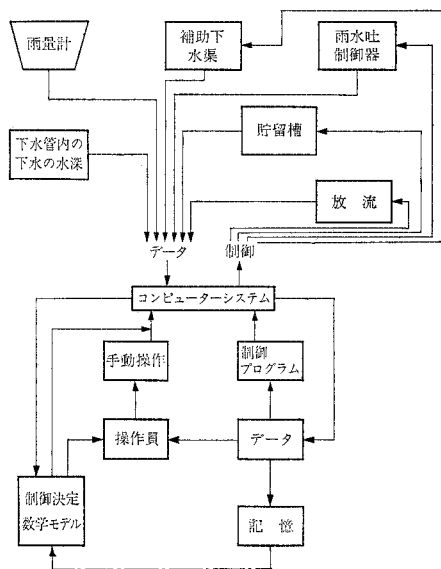 雨量計
補助下
水渠
雨水吐
制御器
貯留槽
下水管内の
下水の水深
放流
データ
制御
コンピューターシステム
手動操作
制御
プログラム
操作員
データ
制御決定
数学モデル
記憶